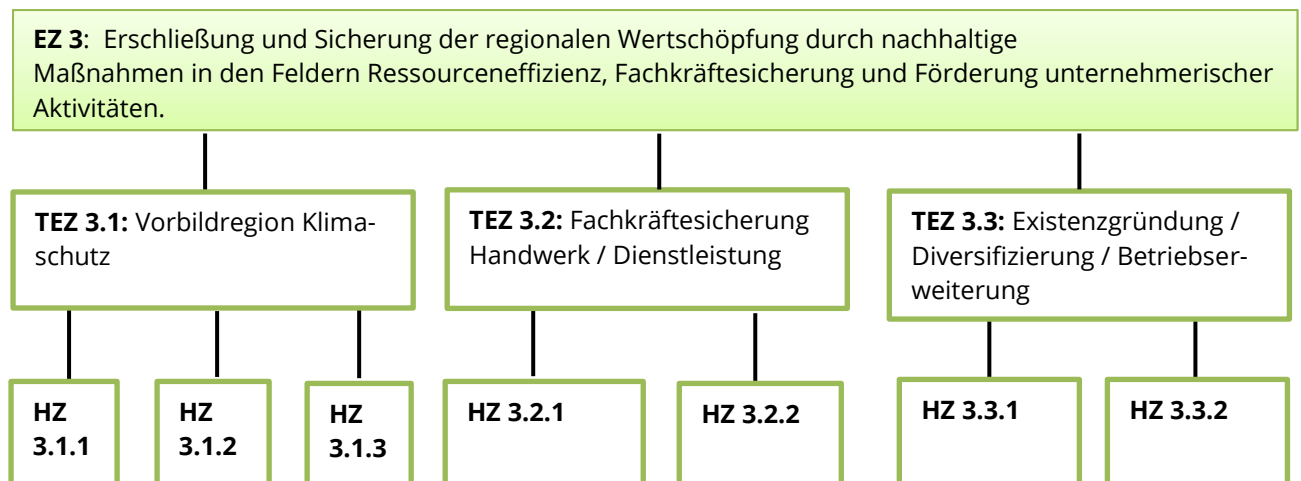 EZ 3: Erschließung und Sicherung der regionalen Wertschöpfung durch nachhaltige
Maßnahmen in den Feldern Ressourceneffizienz, Fachkräftesicherung und Förderung unternehmerischer
Aktivitäten.
TEZ 3.1: Vorbildregion Klima-
schutz
TEZ 3.2: Fachkräftesicherung
Handwerk / Dienstleistung
TEZ 3.3: Existenzgründung /
Diversifizierung / Betriebser-
weiterung
HZ
3.1.1
HZ
3.1.2
HZ
3.1.3
HZ 3.2.1
HZ 3.2.2
HZ 3.3.1
HZ 3.3.2